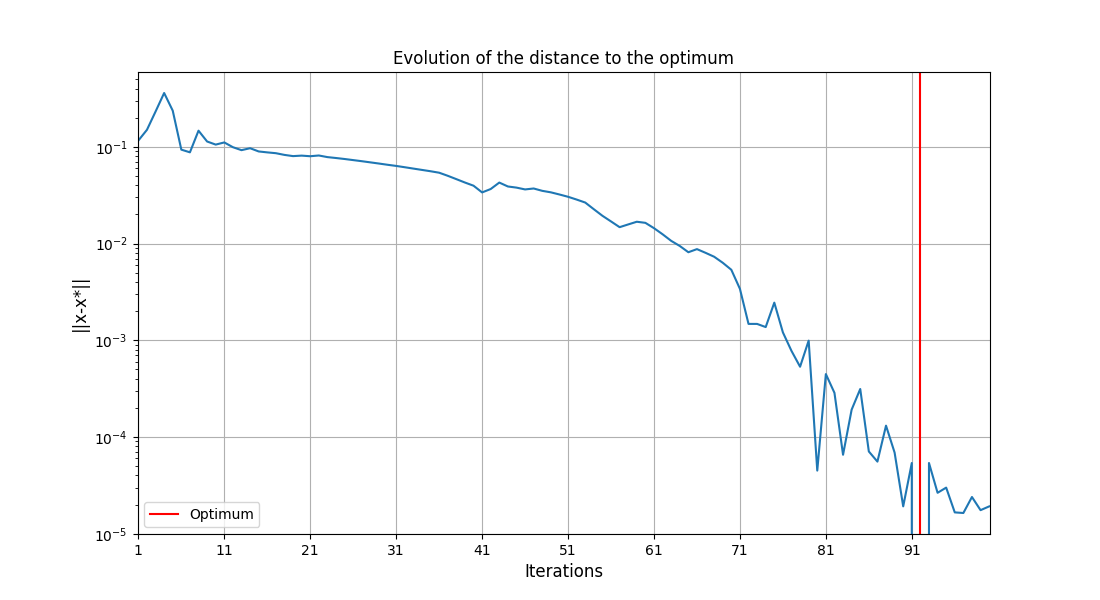 Evolution of the distance to the optimum
||x-x*||
10⁻¹
10⁻²
10⁻³
10⁻⁴
10⁻⁵
Optimum
1 11 21 31 41 51 61 71 81 91
Iterations